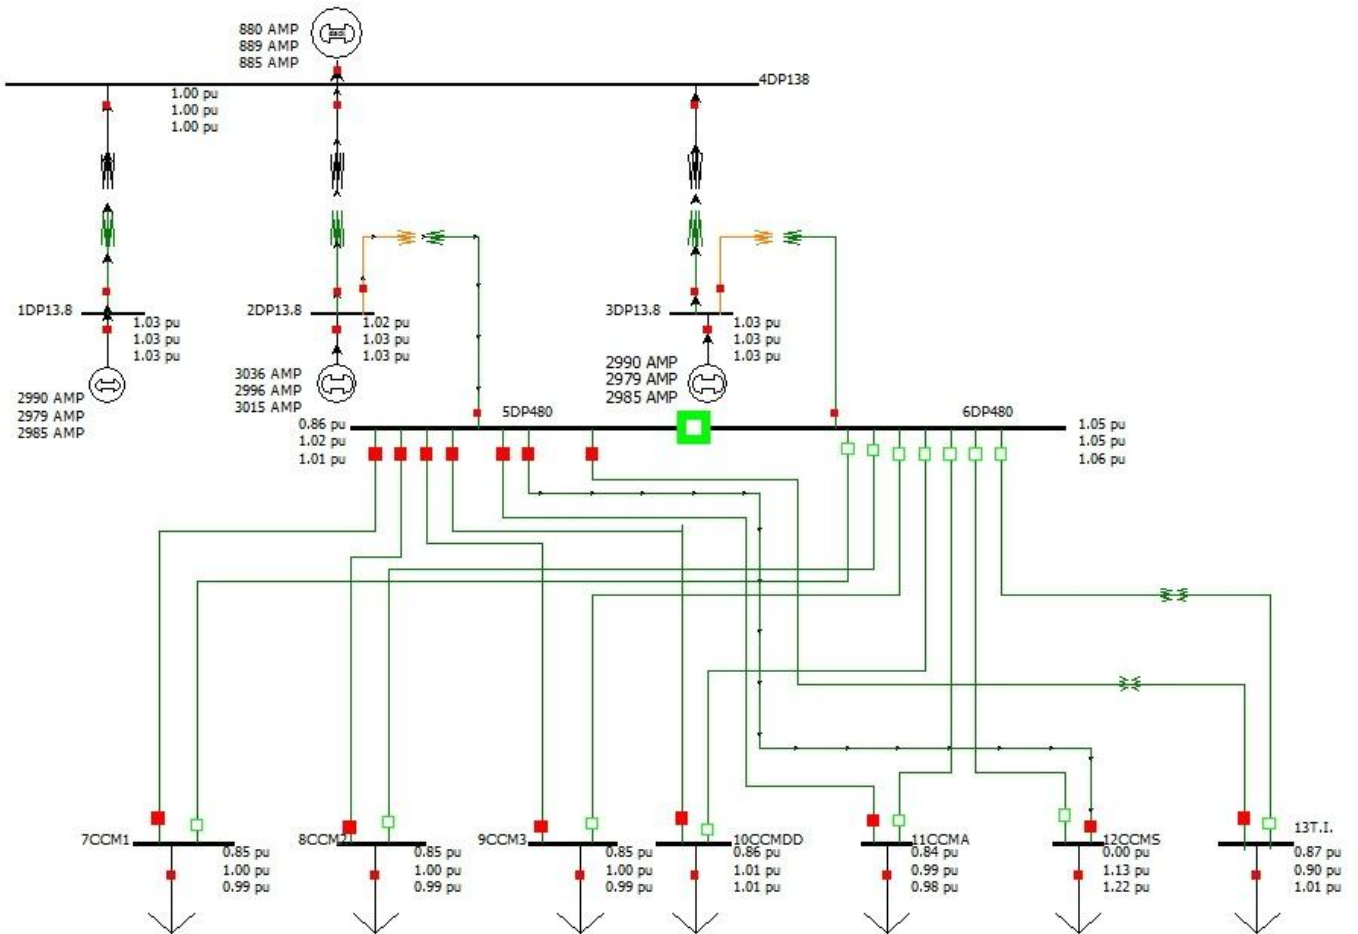 880 AMP
889 AMP
885 AMP
4DP138
1.00 pu
1.00 pu
1.00 pu
1DP13.8
1.03 pu
1.03 pu
1.03 pu
2990 AMP
2979 AMP
2985 AMP
2DP13.8
1.02 pu
1.03 pu
1.03 pu
3036 AMP
2996 AMP
3015 AMP
3DP13.8
1.03 pu
1.03 pu
1.03 pu
2990 AMP
2979 AMP
2985 AMP
5DP480
0.86 pu
1.02 pu
1.01 pu
6DP480
1.05 pu
1.05 pu
1.06 pu
7CCM1
0.85 pu
1.00 pu
0.99 pu
8CCM2
0.85 pu
1.00 pu
0.99 pu
9CCM3
0.85 pu
1.00 pu
0.99 pu
10CCMDD
0.86 pu
1.01 pu
1.01 pu
11CCMA
0.84 pu
0.99 pu
0.98 pu
12CCMS
0.00 pu
1.13 pu
1.22 pu
13T.I.
0.87 pu
0.90 pu
1.01 pu